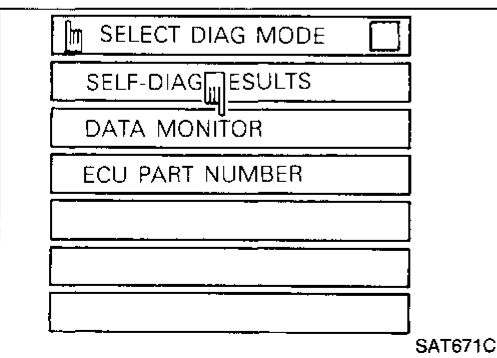 SELECT DIAG MODE
SELF-DIAG RESULTS
DATA MONITOR
ECU PART NUMBER
SAT671C